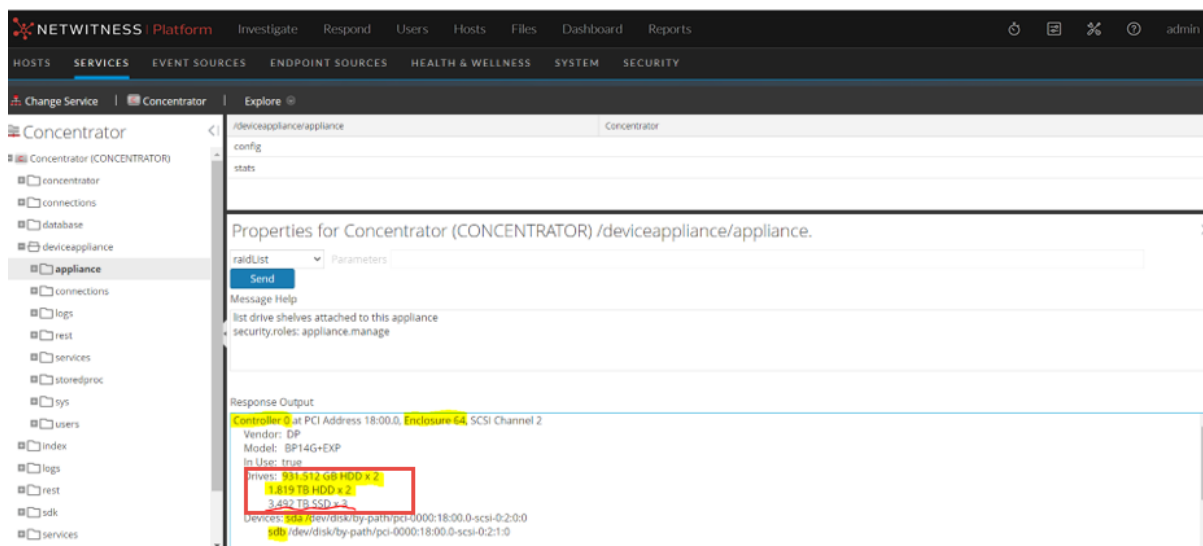 NETWITNESS | Platform Investigate Respond Users Hosts Files Dashboard Reports admin
HOSTS SERVICES EVENT SOURCES ENDPOINT SOURCES HEALTH & WELLNESS SYSTEM SECURITY
Change Service | Concentrator | Explore
Concentrator
Concentrator (CONCENTRATOR)
concentrator
connections
database
deviceappliance
appliance
connections
logs
rest
services
storedproc
sys
users
index
logs
rest
sdk
services
/deviceappliance/appliance Concentrator
config
stats
Properties for Concentrator (CONCENTRATOR) /deviceappliance/appliance.
raidList Parameters
Send
Message Help
list drive shelves attached to this appliance
security.roles: appliance.manage
Response Output
Controller 0 at PCI Address 18:00.0, Enclosure 64, SCSI Channel 2
Vendor: DP
Model: BP14G+EXP
In Use: true
Drives: 931.512 GB HDD x 2
1.819 TB HDD x 2
3.492 TB SSD x 3
Devices: sda /dev/disk/by-path/pci-0000:18:00.0-scsi-0:2:0:0
sdb /dev/disk/by-path/pci-0000:18:00.0-scsi-0:2:1:0